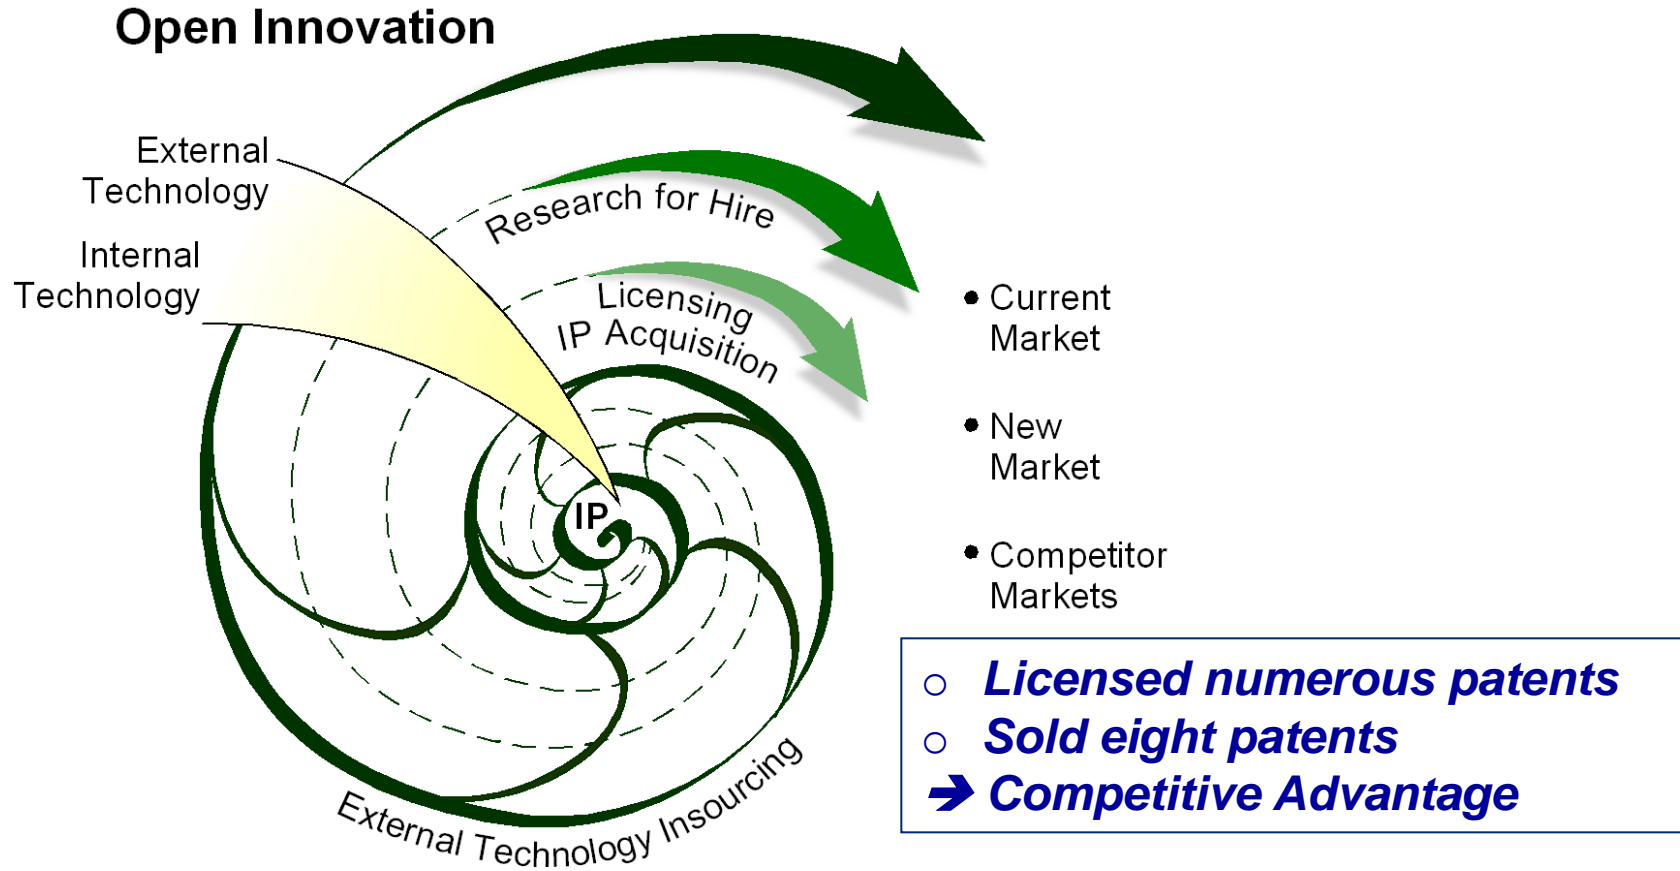 Open Innovation
External
Technology
Internal
Technology
Research for Hire
Licensing
IP Acquisition
IP
External Technology Insourcing
• Current
Market
• New
Market
• Competitor
Markets
○ Licensed numerous patents
○ Sold eight patents
➔ Competitive Advantage